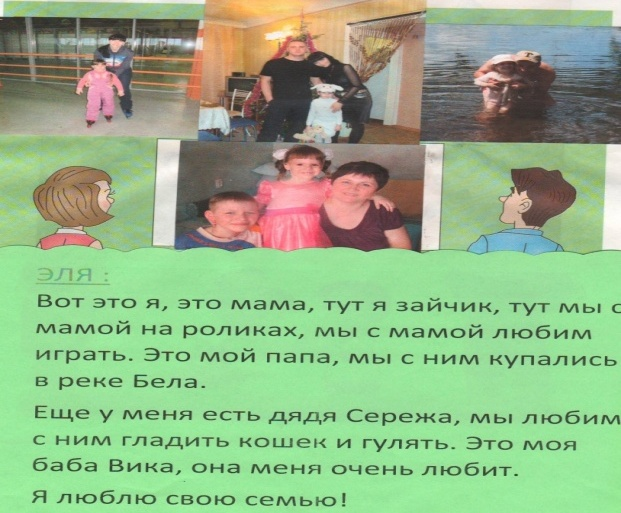 ЭЛЯ :
Вот это я, это мама, тут я зайчик, тут мы с
мамой на роликах, мы с мамой любим
играть. Это мой папа, мы с ним купались
в реке Бела.
Еще у меня есть дядя Сережа, мы любим
с ним гладить кошек и гулять. Это моя
баба Вика, она меня очень любит.
Я люблю свою семью!